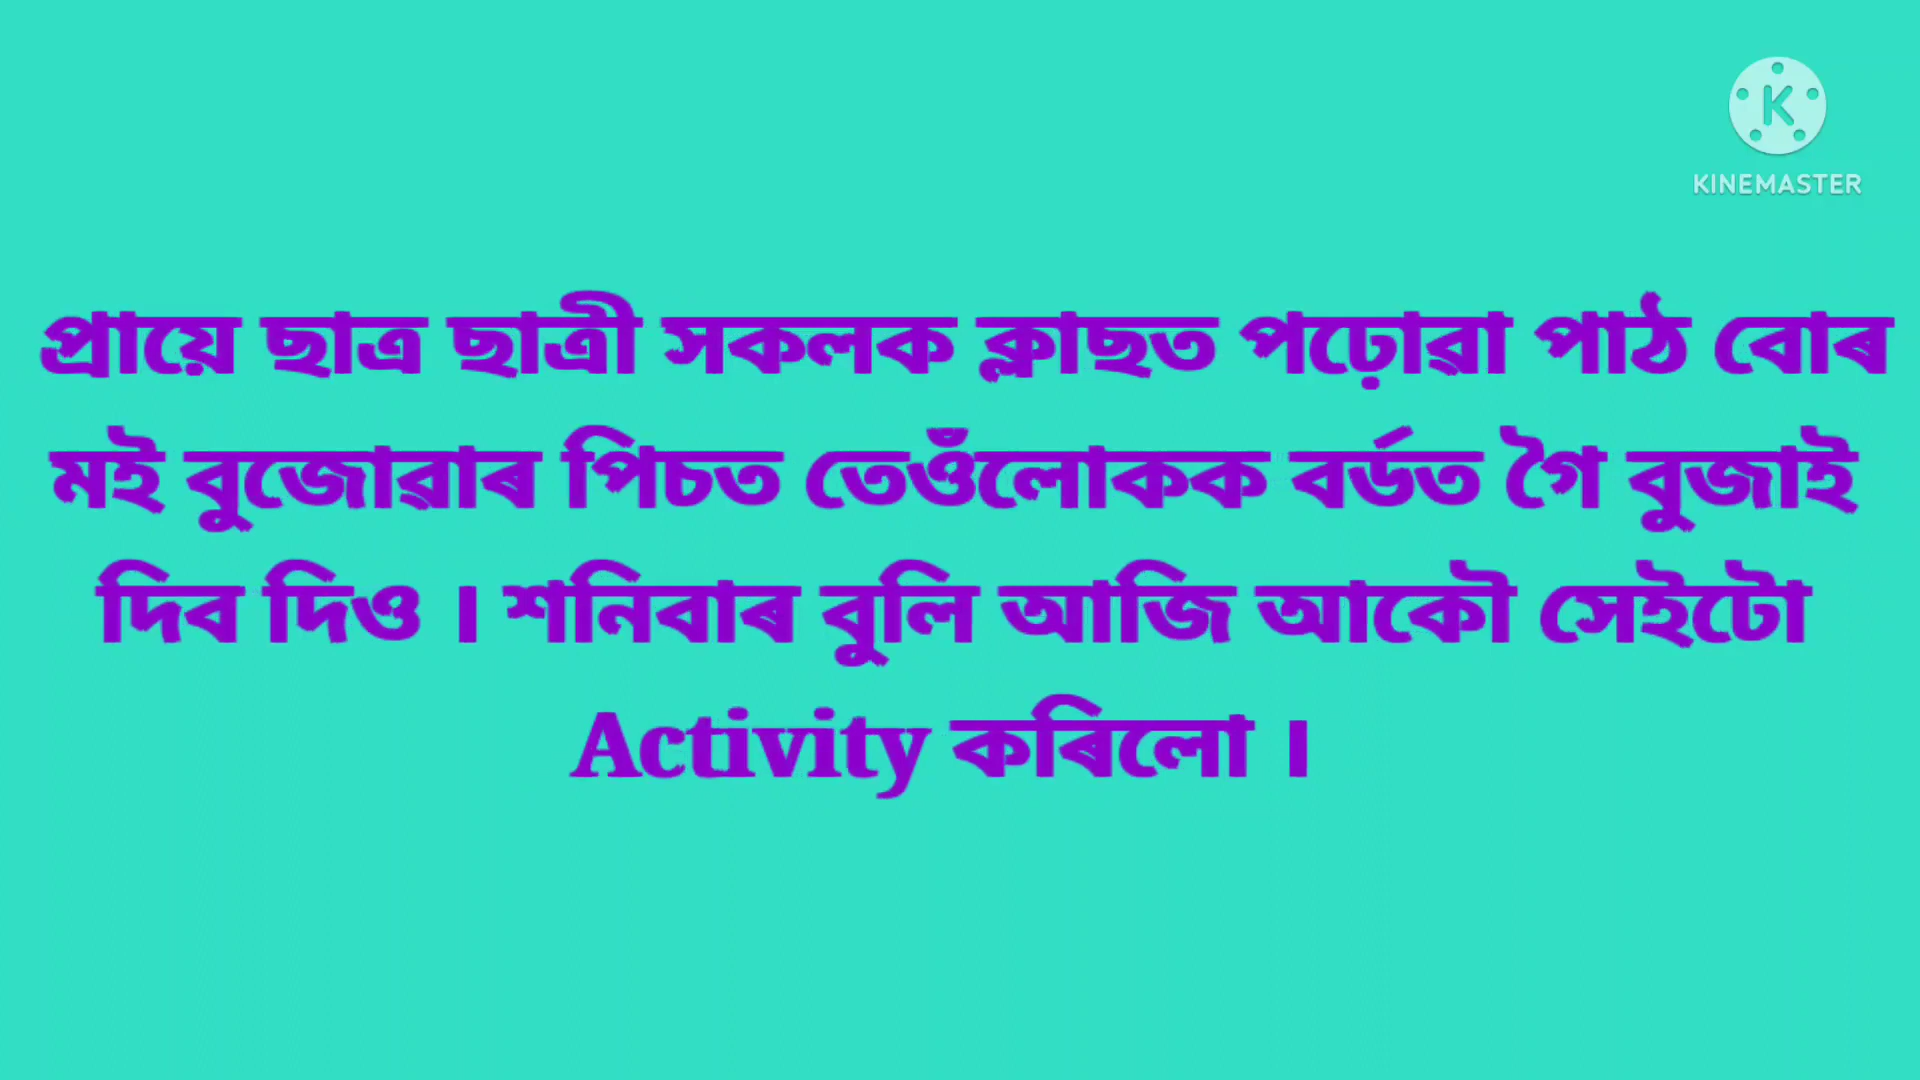 KINEMASTER
প্ৰায়ে ছাত্ৰ ছাত্ৰী সকলক ক্লাছত পঢ়োৱা পাঠ বোৰ
মই বুজোৱাৰ পিচত তেওঁলোকক বৰ্ডত গৈ বুজাই
দিব দিও । শনিবাৰ বুলি আজি আকৌ সেইটো
Activity কৰিলো ।